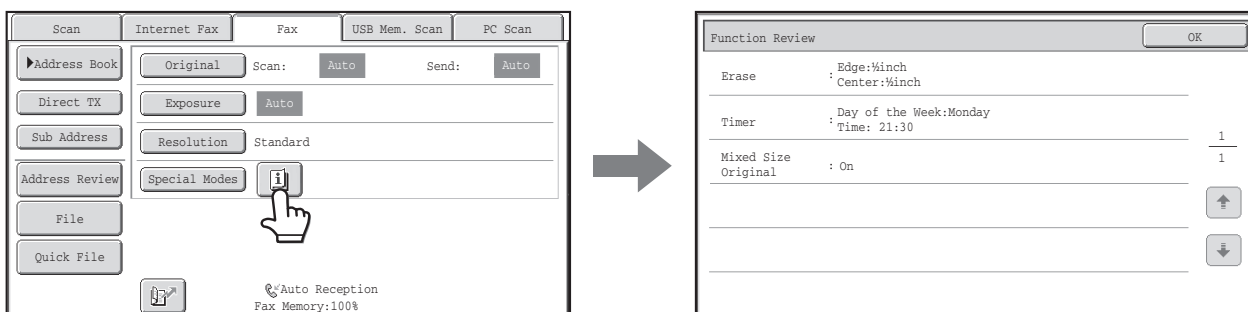 Scan Internet Fax Fax USB Mem. Scan PC Scan
Address Book Original Scan: Auto Send: Auto
Direct TX Exposure Auto
Sub Address Resolution Standard
Address Review Special Modes
File
Quick File
Auto Reception
Fax Memory:100%
Function Review OK
Erase : Edge:½inch
Center:½inch
Timer : Day of the Week:Monday
Time: 21:30
Mixed Size
Original : On
1
1